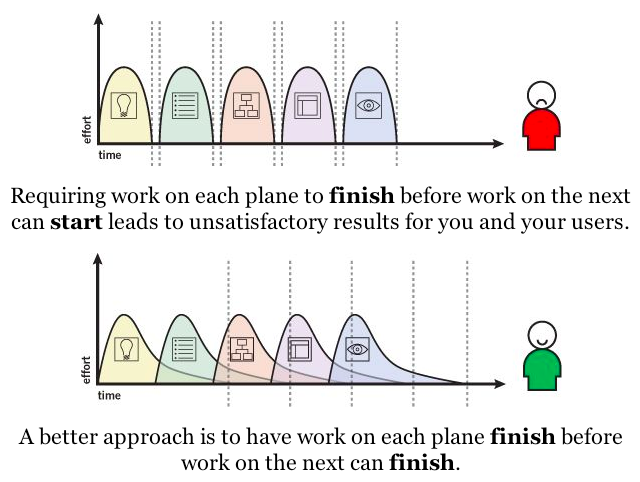 effort
time
Requiring work on each plane to finish before work on the next
can start leads to unsatisfactory results for you and your users.
effort
time
A better approach is to have work on each plane finish before
work on the next can finish.